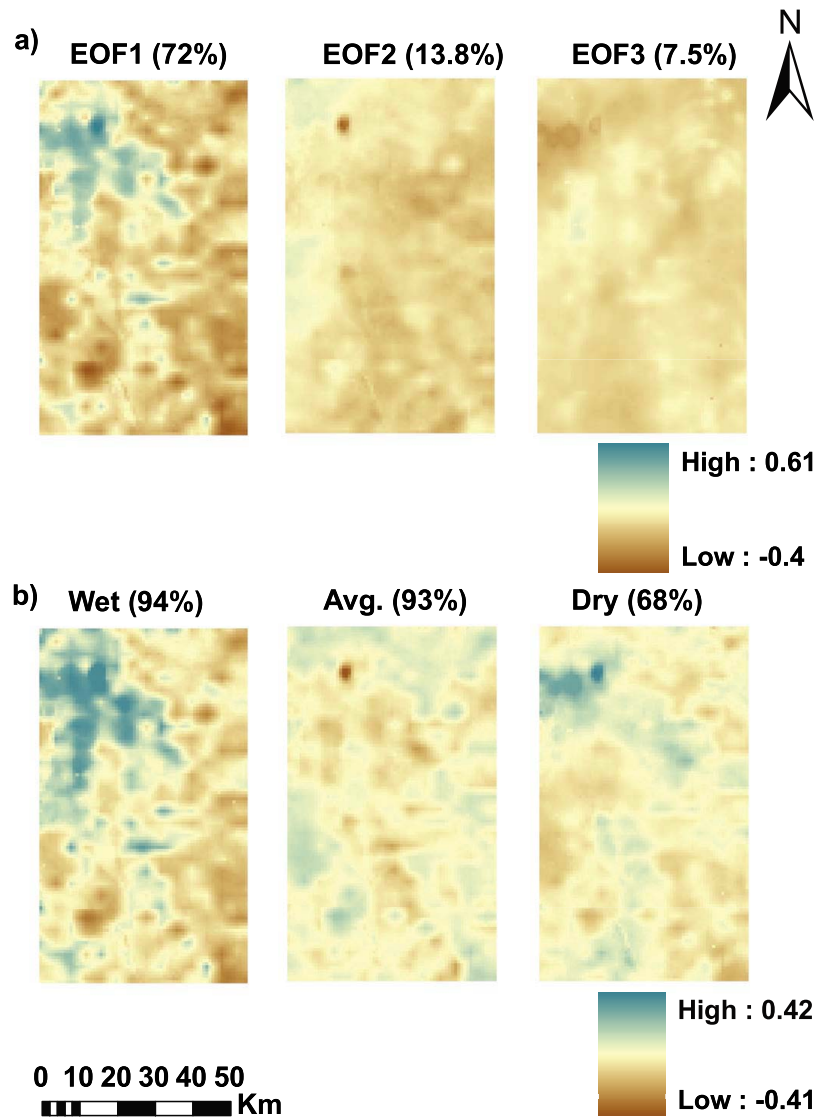 N
a)
EOF1 (72%) EOF2 (13.8%) EOF3 (7.5%)
High : 0.61
Low : -0.4
b)
Wet (94%) Avg. (93%) Dry (68%)
High : 0.42
Low : -0.41
0 10 20 30 40 50
Km